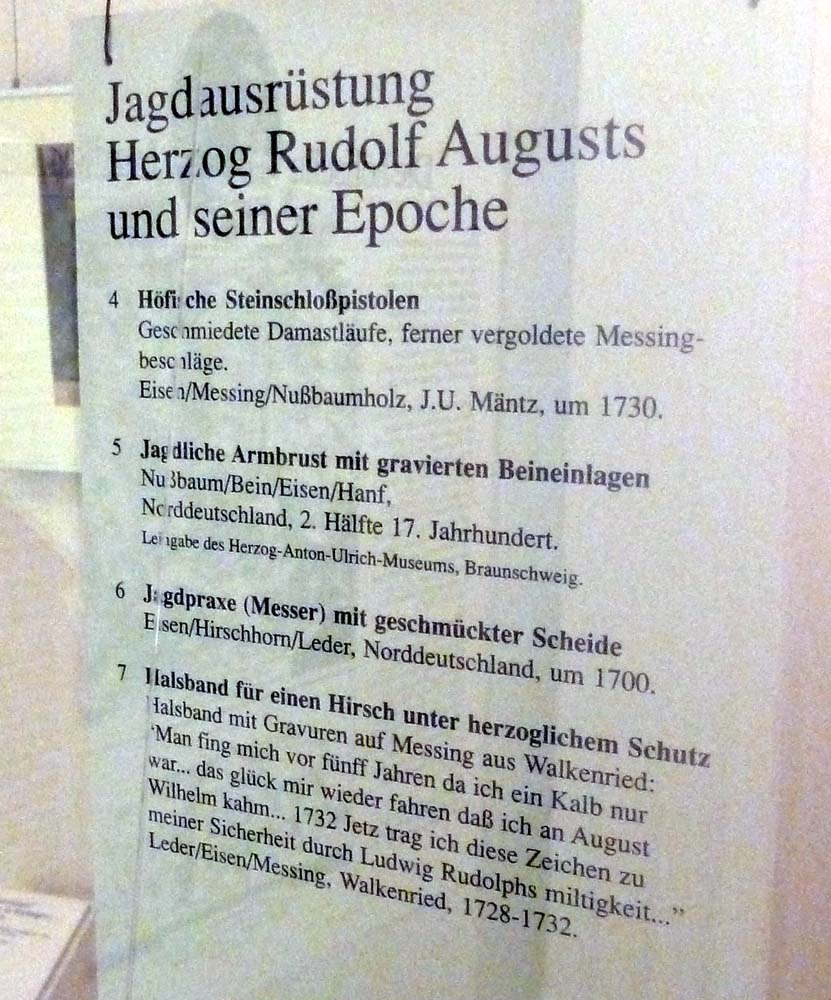 Jagdausrüstung
Herzog Rudolf Augusts
und seiner Epoche
4 Höfische Steinschloßpistolen
Geschmiedete Damastläufe, ferner vergoldete Messing-
beschläge.
Eisen/Messing/Nußbaumholz, J.U. Mäntz, um 1730.
5 Jagdliche Armbrust mit gravierten Beineinlagen
Nußbaum/Bein/Eisen/Hanf,
Norddeutschland, 2. Hälfte 17. Jahrhundert.
Leihgabe des Herzog-Anton-Ulrich-Museums, Braunschweig.
6 Jagdpraxe (Messer) mit geschmückter Scheide
Eisen/Hirschhorn/Leder, Norddeutschland, um 1700.
7 Halsband für einen Hirsch unter herzoglichem Schutz
Halsband mit Gravuren auf Messing aus Walkenried:
"Man fing mich vor fünff Jahren da ich ein Kalb nur
war... das glück mir wieder fahren daß ich an August
Wilhelm kahm... 1732 Jetz trag ich diese Zeichen zu
meiner Sicherheit durch Ludwig Rudolphs miltigkeit..."
Leder/Eisen/Messing, Walkenried, 1728-1732.